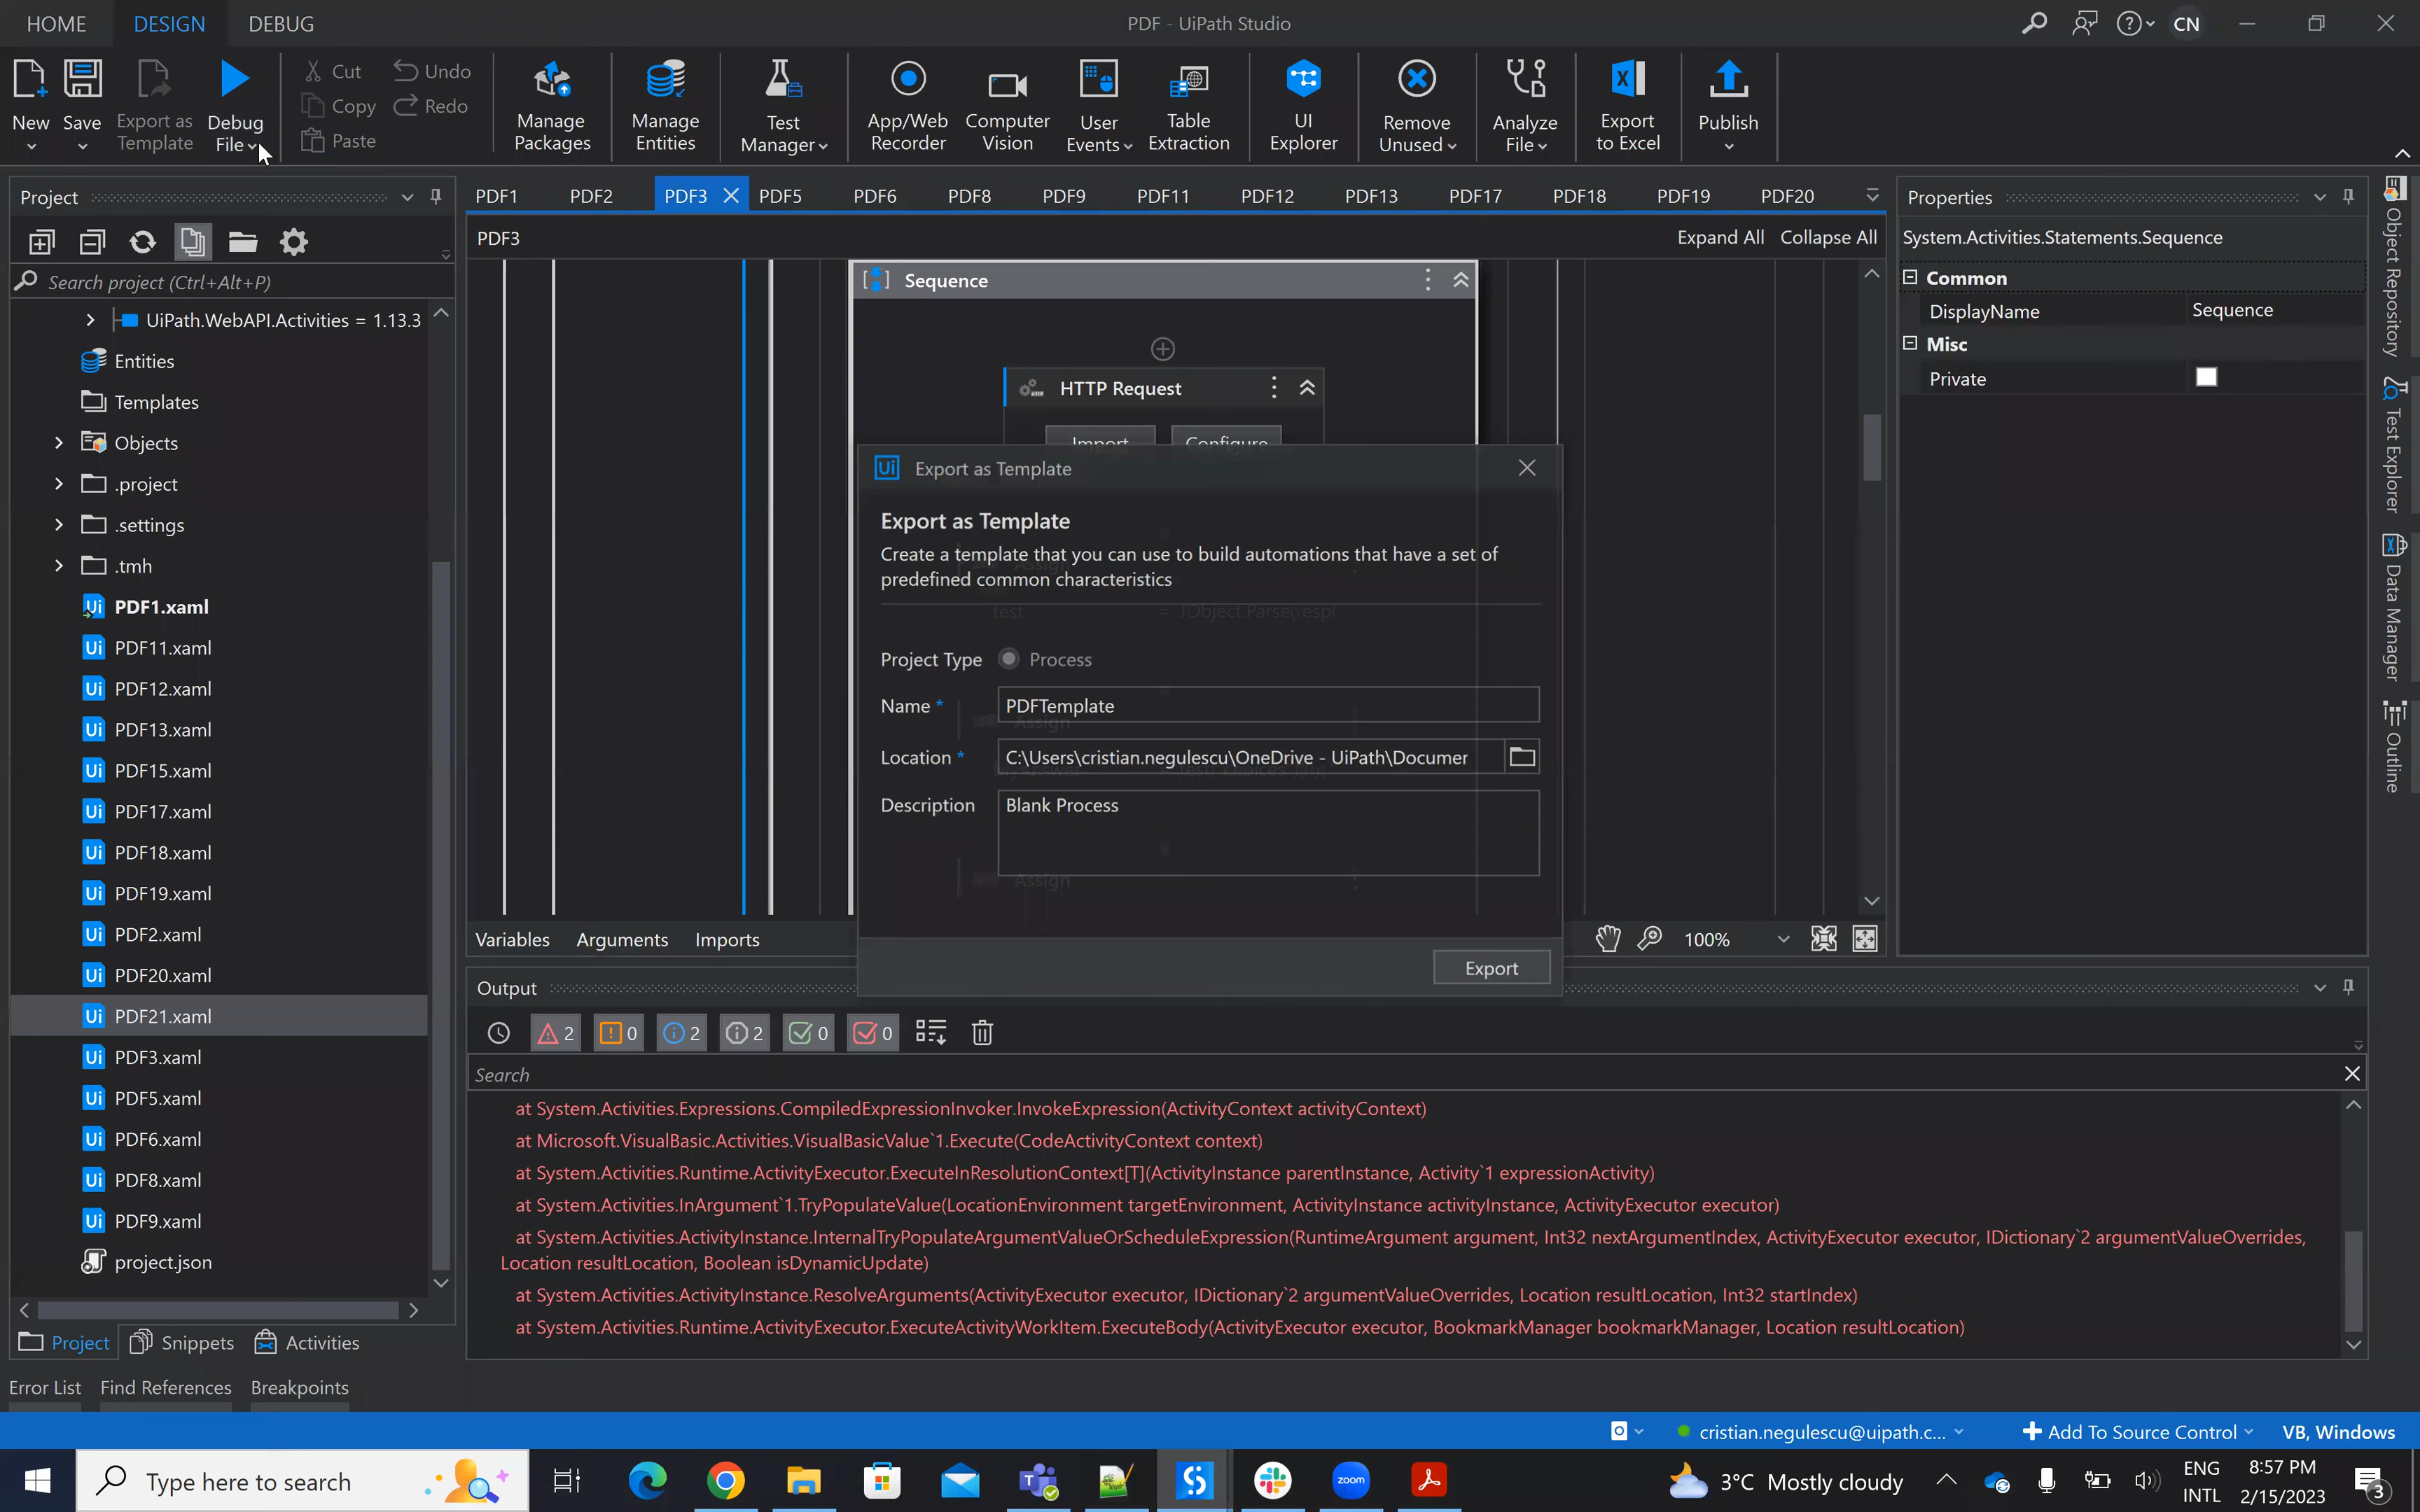 HOME DESIGN DEBUG
PDF - UiPath Studio
CN
New
Save
Export as Template
Debug File
Cut
Copy
Paste
Undo
Redo
Manage Packages
Manage Entities
Test Manager
App/Web Recorder
Computer Vision
User Events
Table Extraction
UI Explorer
Remove Unused
Analyze File
Export to Excel
Publish
Project
Search project (Ctrl+Alt+P)
UiPath.WebAPI.Activities = 1.13.3
Entities
Templates
Objects
.project
.settings
.tmh
PDF1.xaml
PDF11.xaml
PDF12.xaml
PDF13.xaml
PDF15.xaml
PDF17.xaml
PDF18.xaml
PDF19.xaml
PDF2.xaml
PDF20.xaml
PDF21.xaml
PDF3.xaml
PDF5.xaml
PDF6.xaml
PDF8.xaml
PDF9.xaml
project.json
Project Snippets Activities
Error List Find References Breakpoints
PDF1 PDF2 PDF3 PDF5 PDF6 PDF8 PDF9 PDF11 PDF12 PDF13 PDF17 PDF18 PDF19 PDF20
PDF3
Expand All Collapse All
Sequence
HTTP Request
Import Configure
Export as Template
Export as Template
Create a template that you can use to build automations that have a set of
predefined common characteristics
Assign
test = JObject.Parse(respl
Project Type Process
Name * PDFTemplate
Assign
Location * C:\Users\cristian.negulescu\OneDrive - UiPath\Documer
Description Blank Process
Assign
Export
Variables Arguments Imports
100%
Output
2 0 2 2 0 0
Search
at System.Activities.Expressions.CompiledExpressionInvoker.InvokeExpression(ActivityContext activityContext)
at Microsoft.VisualBasic.Activities.VisualBasicValue`1.Execute(CodeActivityContext context)
at System.Activities.Runtime.ActivityExecutor.ExecuteInResolutionContext[T](ActivityInstance parentInstance, Activity`1 expressionActivity)
at System.Activities.InArgument`1.TryPopulateValue(LocationEnvironment targetEnvironment, ActivityInstance activityInstance, ActivityExecutor executor)
at System.Activities.ActivityInstance.InternalTryPopulateArgumentValueOrScheduleExpression(RuntimeArgument argument, Int32 nextArgumentIndex, ActivityExecutor executor, IDictionary`2 argumentValueOverrides,
Location resultLocation, Boolean isDynamicUpdate)
at System.Activities.ActivityInstance.ResolveArguments(ActivityExecutor executor, IDictionary`2 argumentValueOverrides, Location resultLocation, Int32 startIndex)
at System.Activities.Runtime.ActivityExecutor.ExecuteActivityWorkItem.ExecuteBody(ActivityExecutor executor, BookmarkManager bookmarkManager, Location resultLocation)
Properties
System.Activities.Statements.Sequence
Common
DisplayName Sequence
Misc
Private
Object Repository
Test Explorer
Data Manager
Outline
cristian.negulescu@uipath.c...
Add To Source Control
VB, Windows
Type here to search
zoom
3°C Mostly cloudy
ENG
INTL
8:57 PM
2/15/2023
3